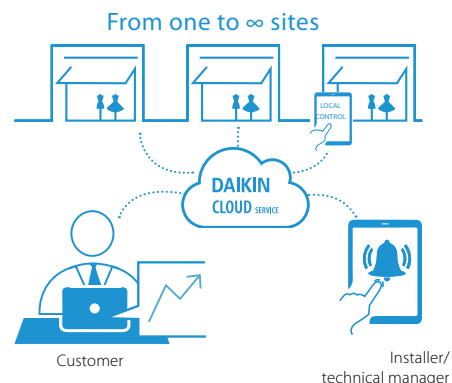 From one to ∞ sites
LOCAL
CONTROL
DAIKIN
CLOUD SERVICE
Customer
Installer/
technical manager